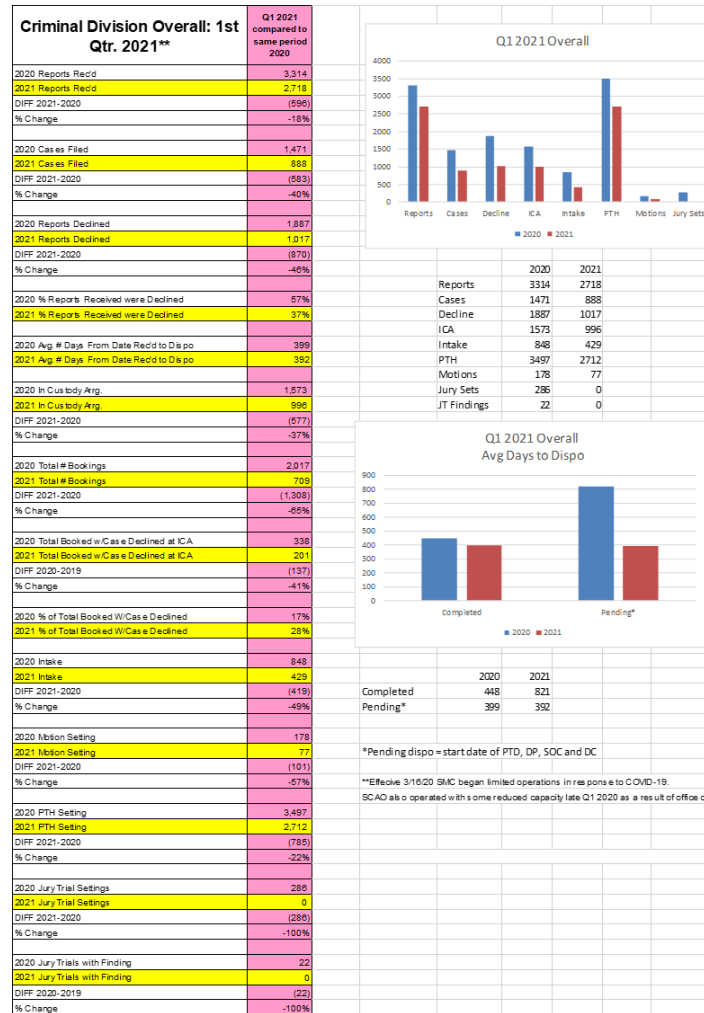 Criminal Division Overall: 1st
Qtr. 2021**
Q1 2021
compared to
same period
2020
2020 Reports Rec'd 3,314
2021 Reports Rec'd 2,718
DIFF 2021-2020 (596)
% Change -18%
2020 Cases Filed 1,471
2021 Cases Filed 888
DIFF 2021-2020 (583)
% Change -40%
2020 Reports Declined 1,887
2021 Reports Declined 1,017
DIFF 2021-2020 (870)
% Change -46%
2020 % Reports Received were Declined 57%
2021 % Reports Received were Declined 37%
2020 Avg. # Days From Date Rec'd to Dispo 399
2021 Avg. # Days From Date Rec'd to Dispo 392
2020 In Custody Arrg. 1,573
2021 In Custody Arrg. 996
DIFF 2021-2020 (577)
% Change -37%
2020 Total # Bookings 2,017
2021 Total # Bookings 709
DIFF 2021-2020 (1,308)
% Change -65%
2020 Total Booked w/Case Declined at ICA 338
2021 Total Booked w/Case Declined at ICA 201
DIFF 2020-2019 (137)
% Change -41%
2020 % of Total Booked W/Case Declined 17%
2021 % of Total Booked W/Case Declined 28%
2020 Intake 848
2021 Intake 429
DIFF 2021-2020 (419)
% Change -49%
2020 Motion Setting 178
2021 Motion Setting 77
DIFF 2021-2020 (101)
% Change -57%
2020 PTH Setting 3,497
2021 PTH Setting 2,712
DIFF 2021-2020 (785)
% Change -22%
2020 Jury Trial Settings 286
2021 Jury Trial Settings 0
DIFF 2021-2020 (286)
% Change -100%
2020 Jury Trials with Finding 22
2021 Jury Trials with Finding 0
DIFF 2020-2019 (22)
% Change -100%
Q1 2021 Overall
4000
3500
3000
2500
2000
1500
1000
500
0
Reports Cases Decline ICA Intake PTH Motions Jury Sets
2020 2021
2020 2021
Reports 3314 2718
Cases 1471 888
Decline 1887 1017
ICA 1573 996
Intake 848 429
PTH 3497 2712
Motions 178 77
Jury Sets 286 0
JT Findings 22 0
Q1 2021 Overall
Avg Days to Dispo
900
800
700
600
500
400
300
200
100
0
Completed Pending*
2020 2021
2020 2021
Completed 448 821
Pending* 399 392
*Pending dispo = start date of PTD, DP, SOC and DC
**Effecive 3/16/20 SMC began limited operations in response to COVID-19.
SCAO also operated with some reduced capacity late Q1 2020 as a result of office